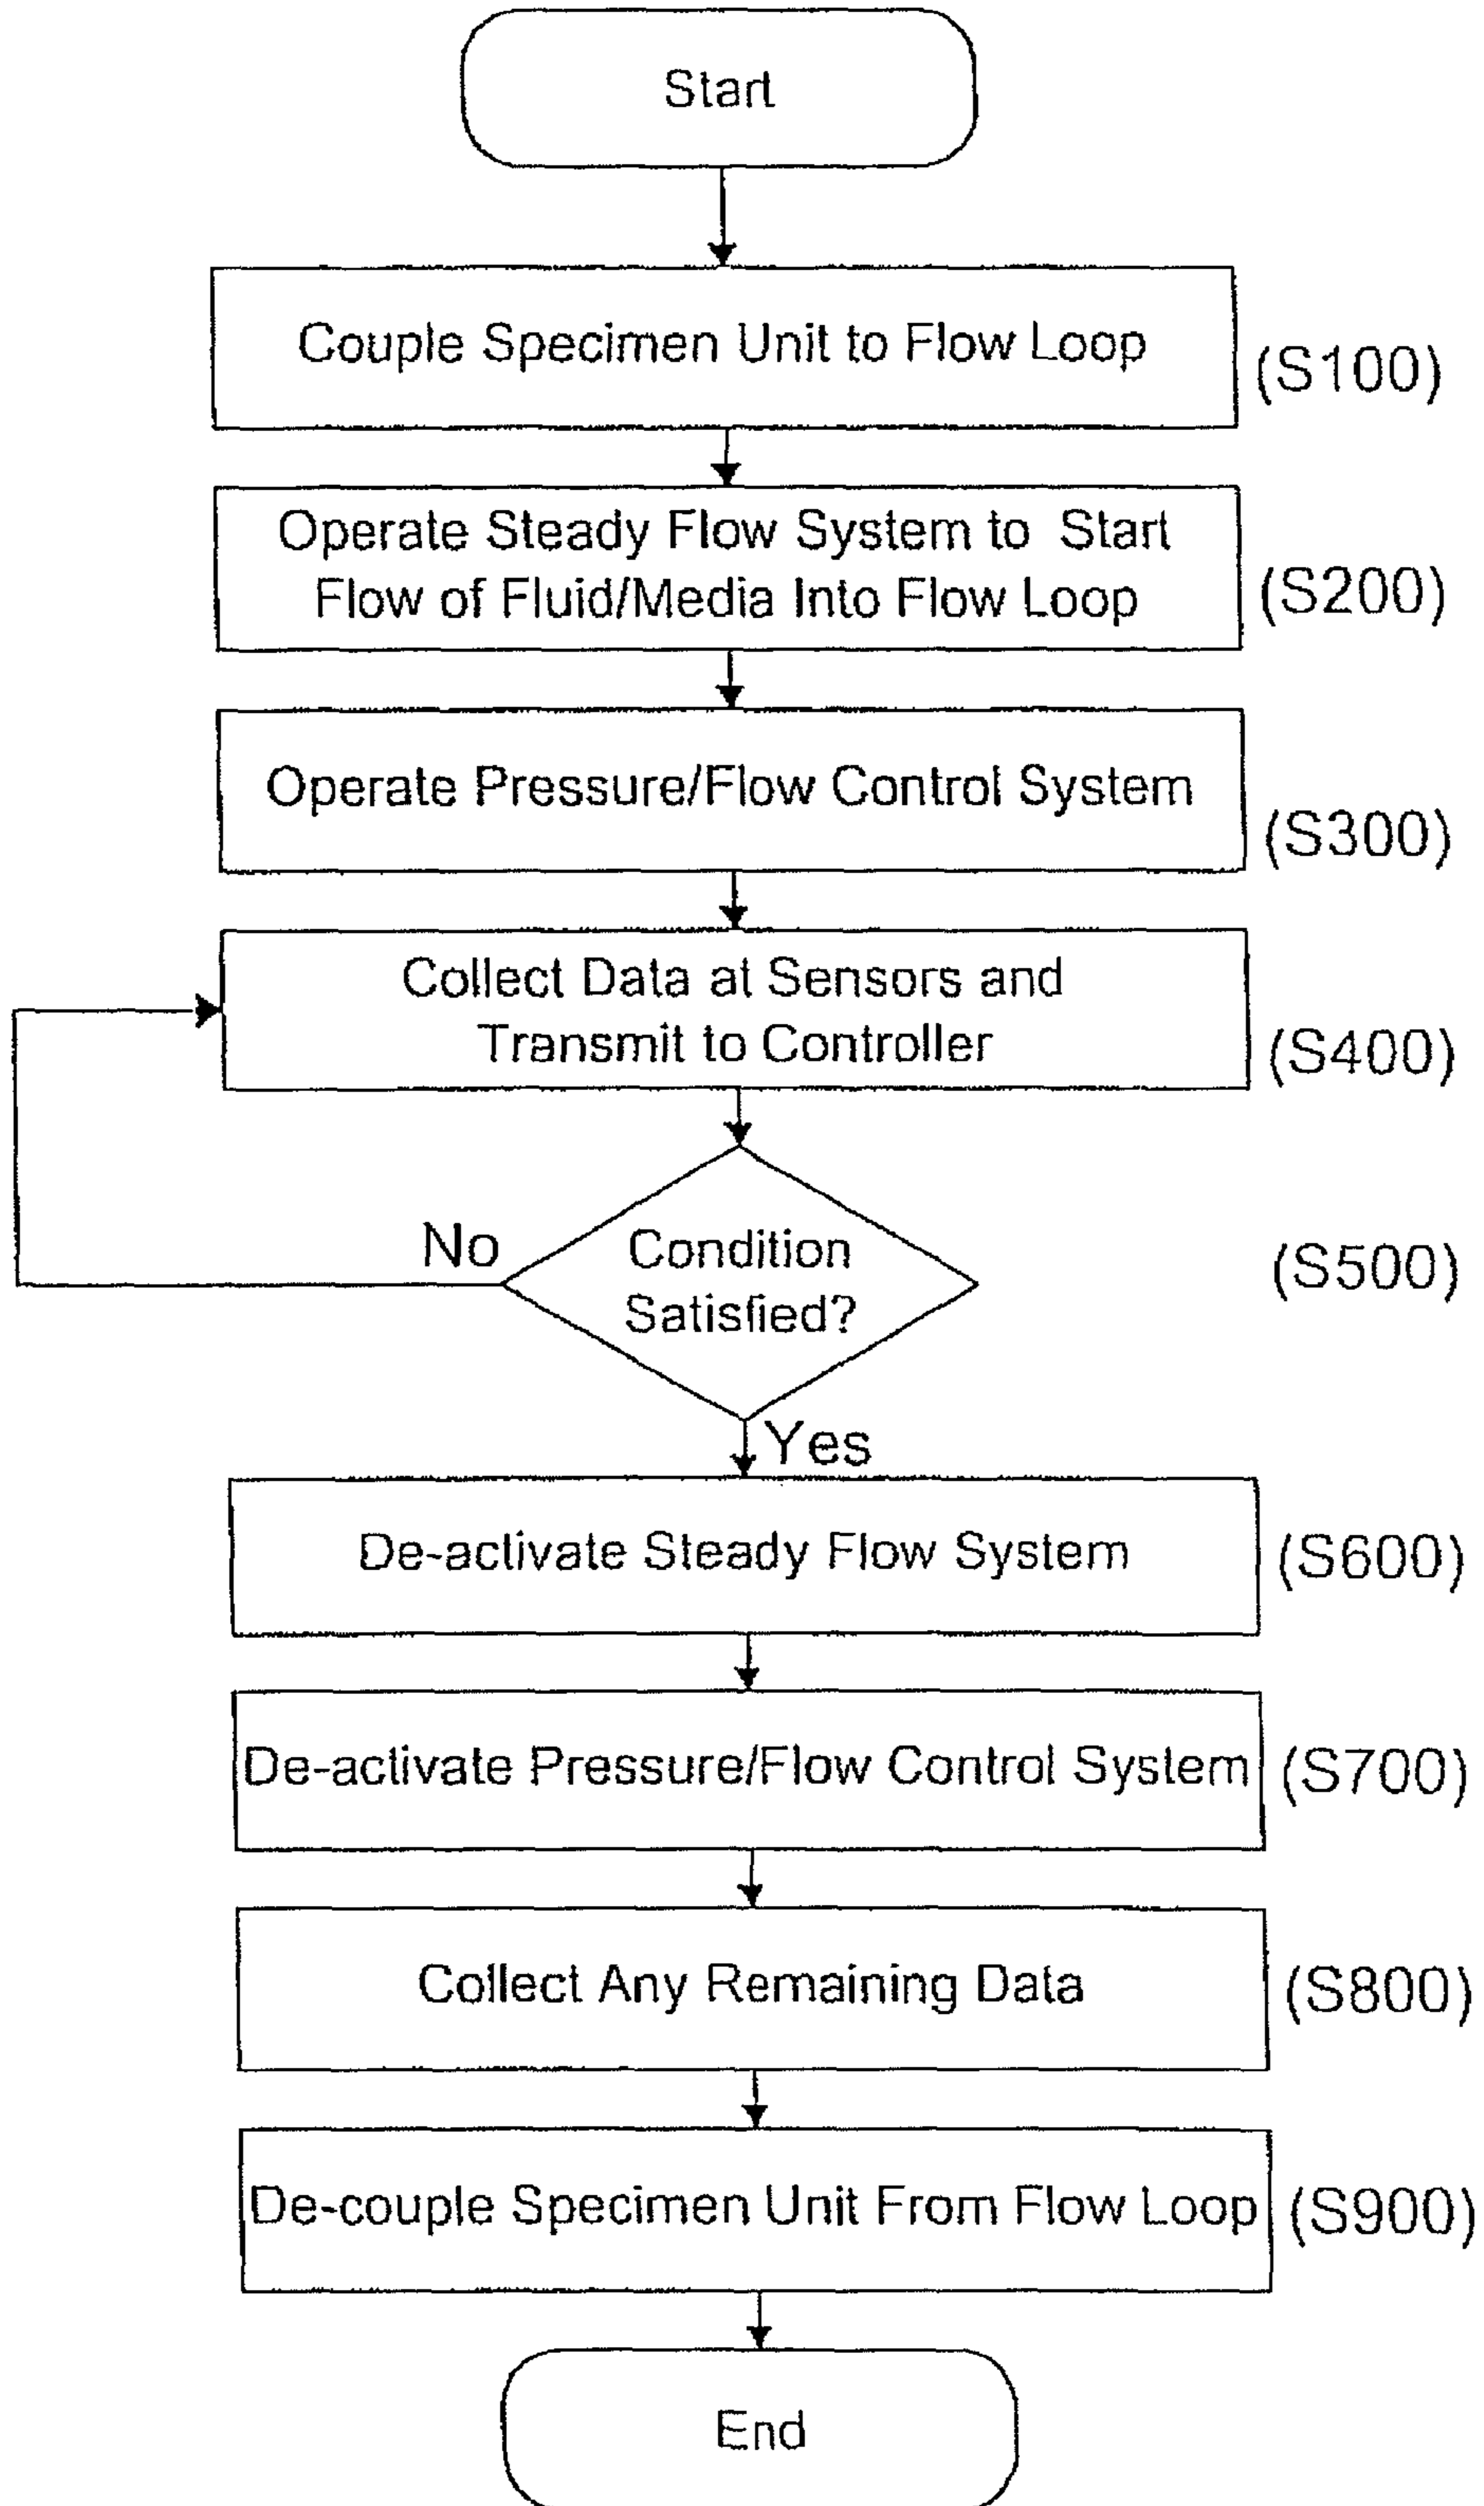 Start
Couple Specimen Unit to Flow Loop
(S100)
Operate Steady Flow System to Start
Flow of Fluid/Media Into Flow Loop
(S200)
Operate Pressure/Flow Control System
(S300)
Collect Data at Sensors and
Transmit to Controller
(S400)
No
Condition
Satisfied?
(S500)
Yes
De-activate Steady Flow System
(S600)
De-activate Pressure/Flow Control System
(S700)
Collect Any Remaining Data
(S800)
De-couple Specimen Unit From Flow Loop
(S900)
End